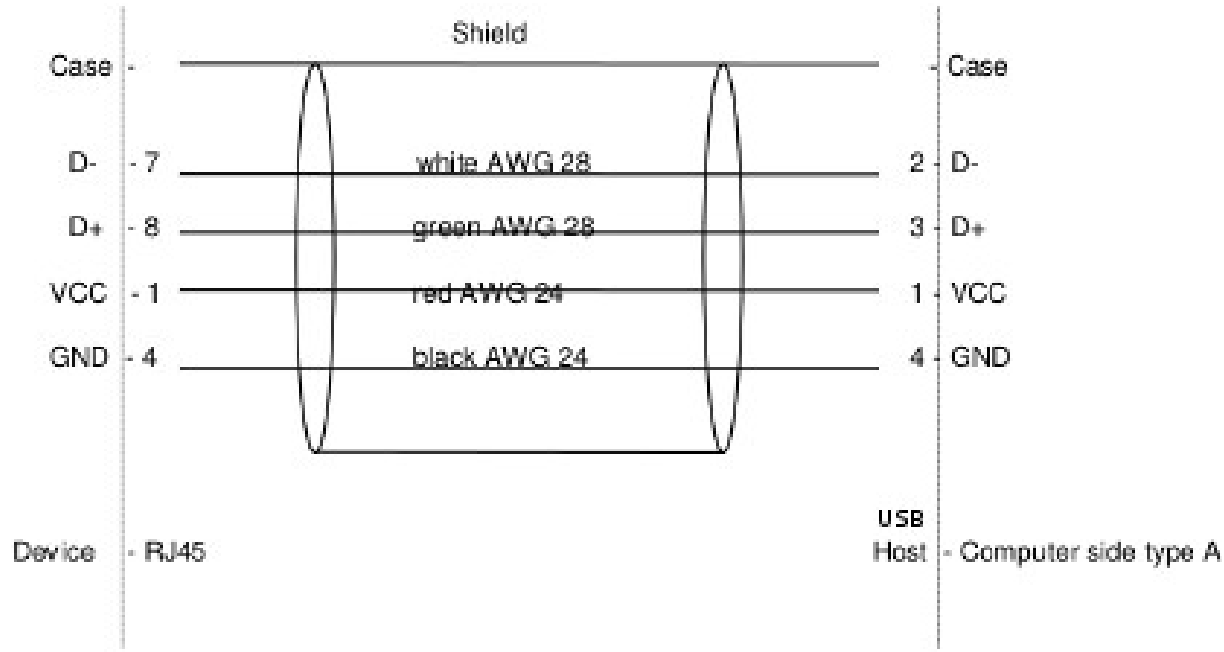 Shield
Case - - Case
D- - 7 white AWG 28 2 - D-
D+ - 8 green AWG 28 3 - D+
VCC - 1 red AWG 24 1 - VCC
GND - 4 black AWG 24 4 - GND
USB
Device - RJ45 Host - Computer side type A